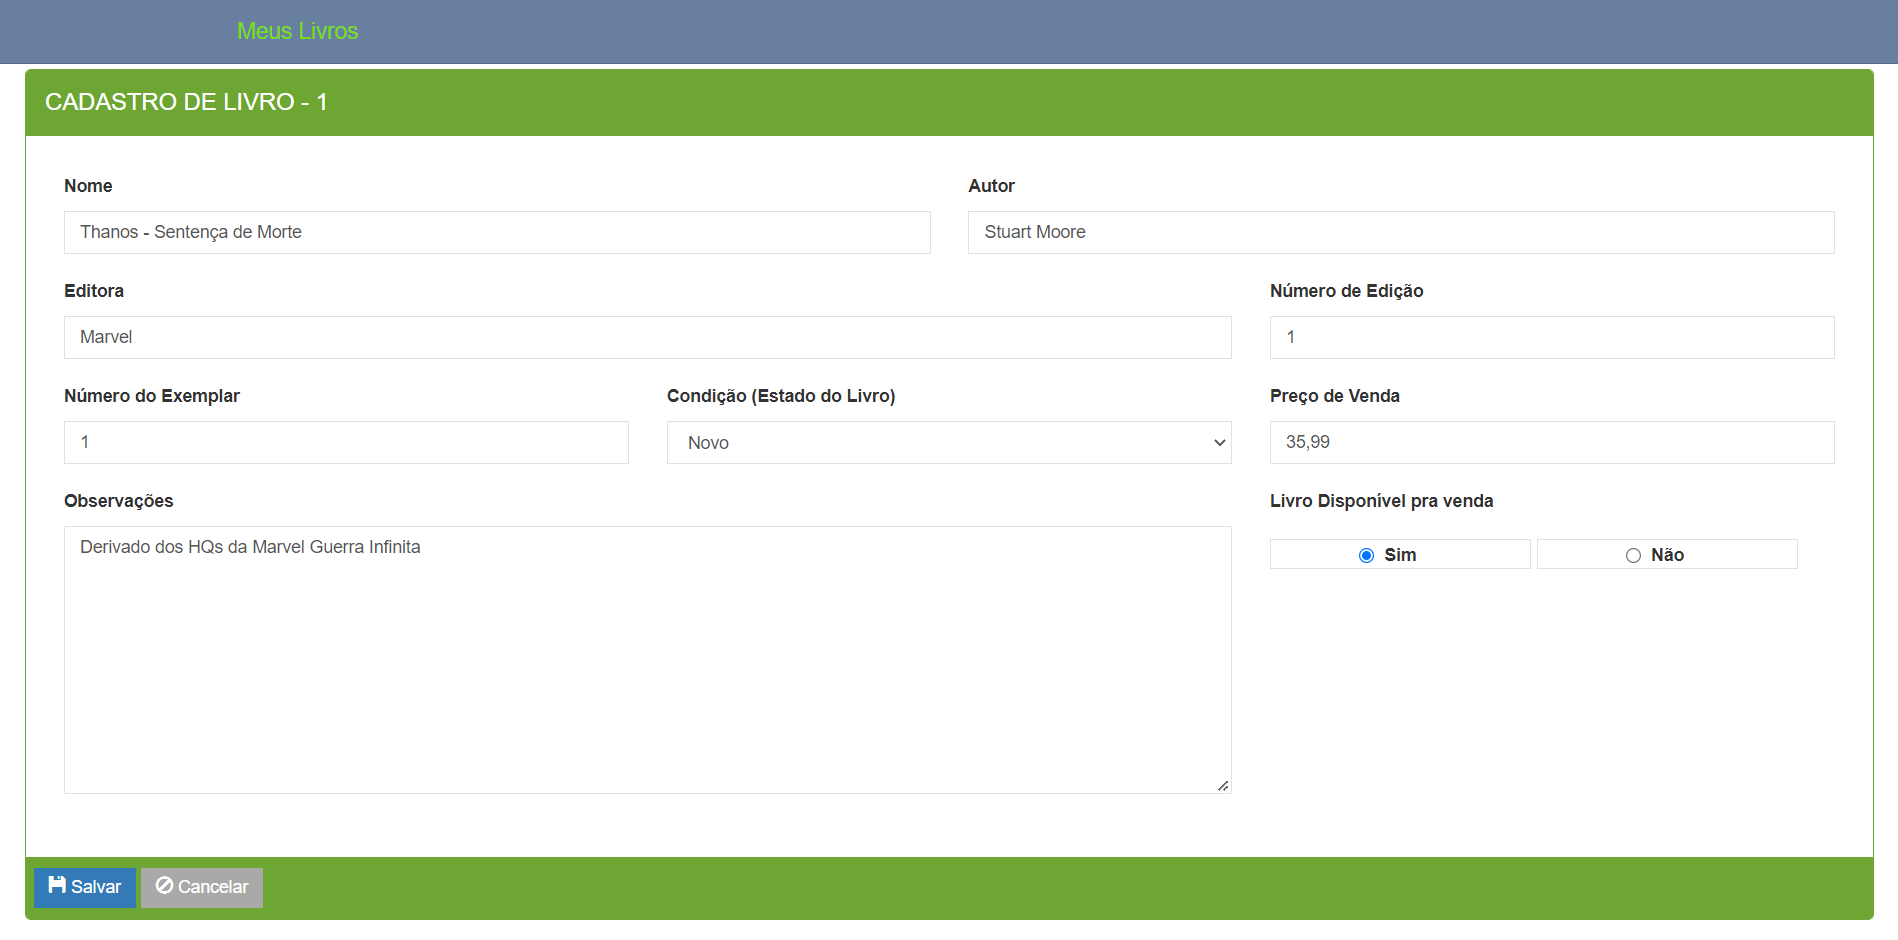 Meus Livros
CADASTRO DE LIVRO - 1
Nome
Autor
Thanos - Sentença de Morte
Stuart Moore
Editora
Número de Edição
Marvel
1
Número do Exemplar
Condição (Estado do Livro)
Preço de Venda
1
Novo
35,99
Observações
Livro Disponível pra venda
Derivado dos HQs da Marvel Guerra Infinita
Sim
Não
Salvar
Cancelar